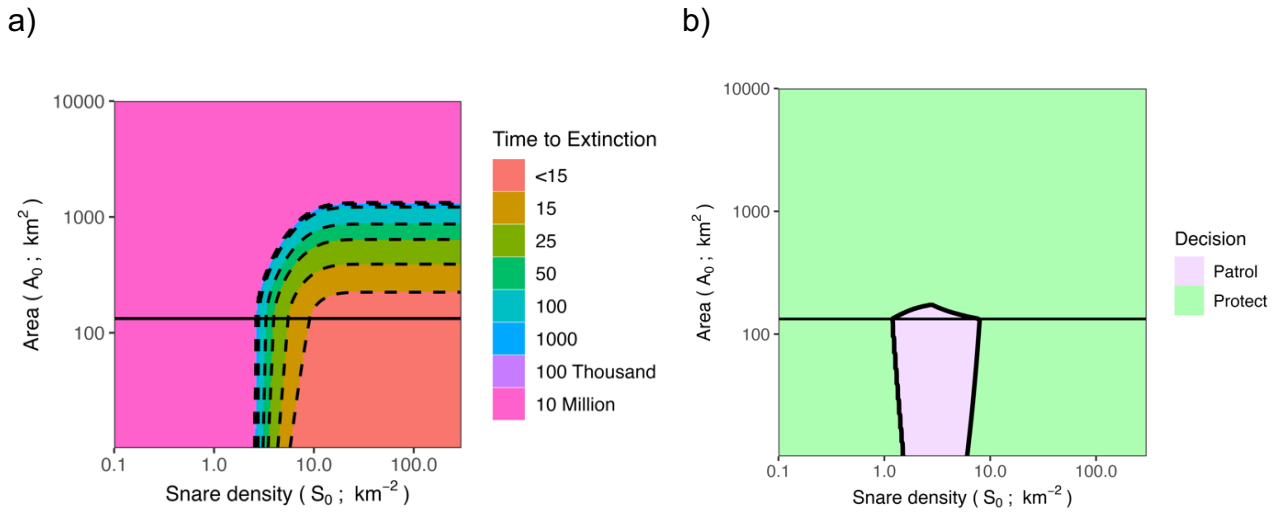 a)
b)
10000
1000
100
Area ( A₀ ; km² )
0.1
1.0
10.0
100.0
Snare density ( S₀ ; km⁻² )
Time to Extinction
<15
15
25
50
100
1000
100 Thousand
10 Million
10000
1000
100
Area ( A₀ ; km² )
0.1
1.0
10.0
100.0
Snare density ( S₀ ; km⁻² )
Decision
Patrol
Protect